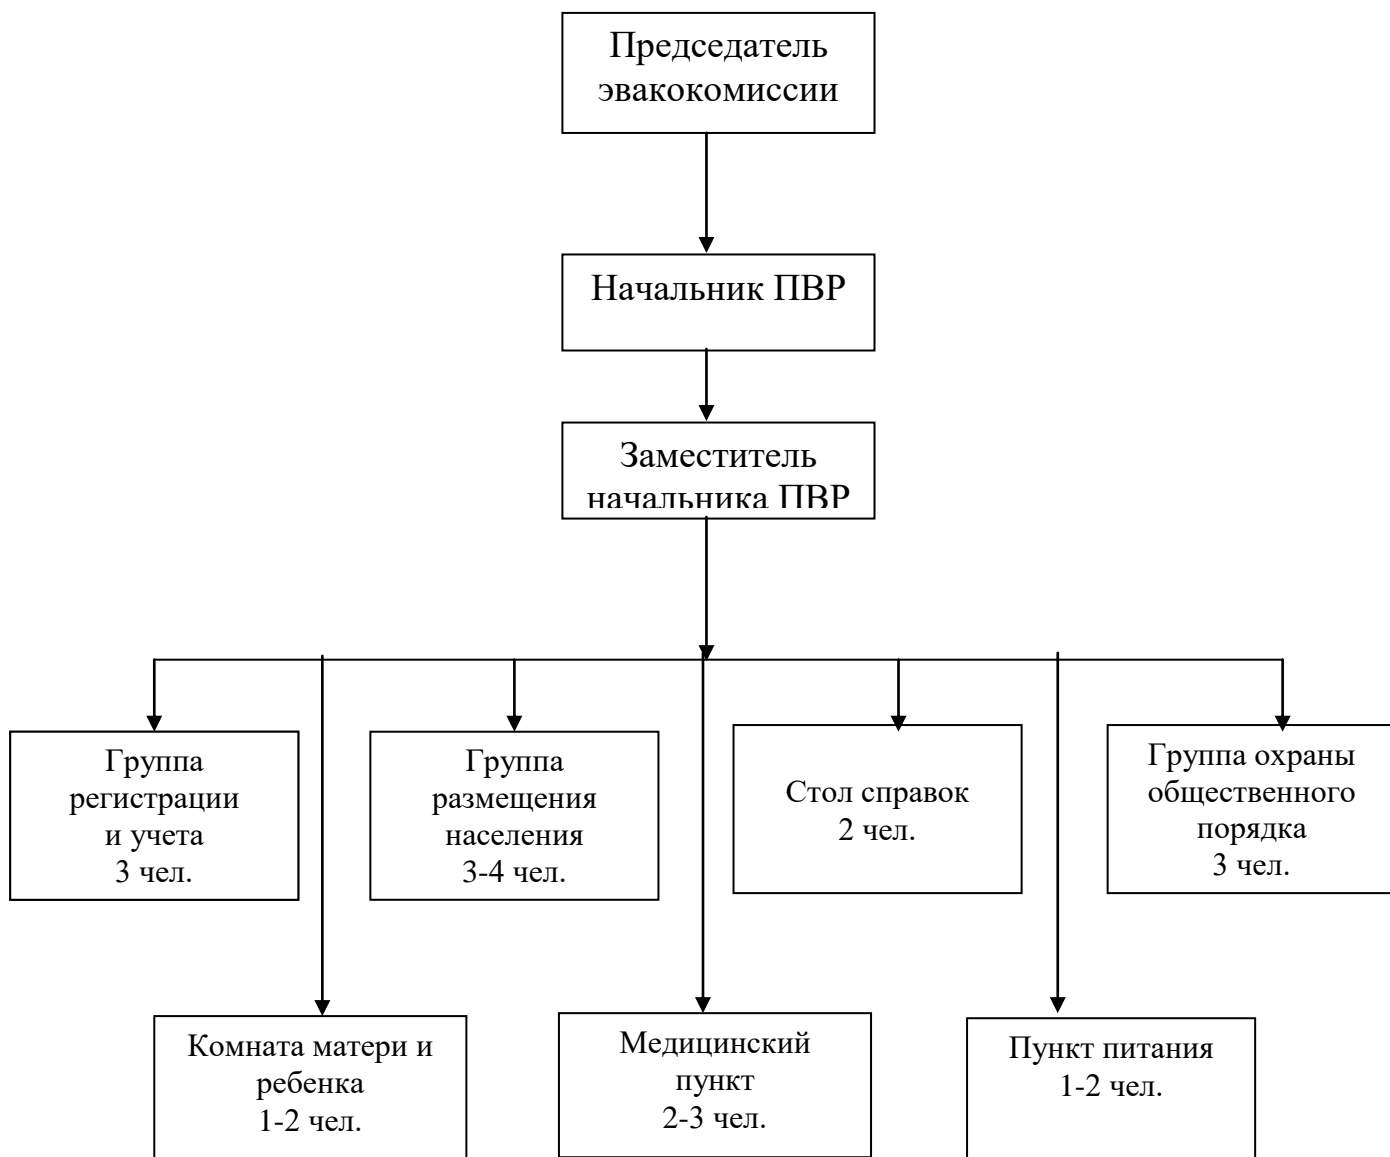 Председатель
эвакокомиссии
Начальник ПВР
Заместитель
начальника ПВР
Группа
регистрации
и учета
3 чел.
Группа
размещения
населения
3-4 чел.
Стол справок
2 чел.
Группа охраны
общественного
порядка
3 чел.
Комната матери и
ребенка
1-2 чел.
Медицинский
пункт
2-3 чел.
Пункт питания
1-2 чел.